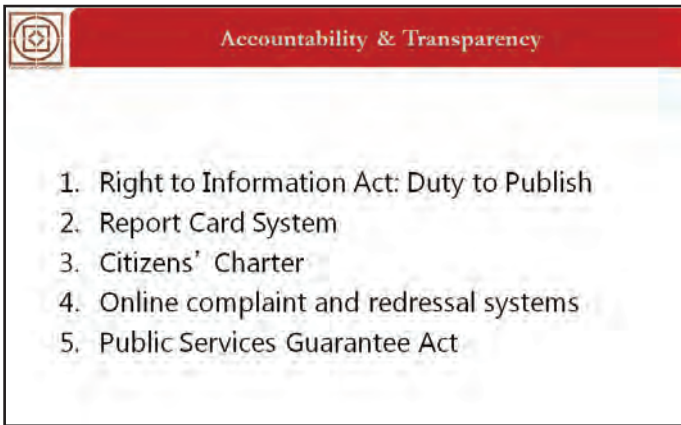 Accountability & Transparency
1. Right to Information Act: Duty to Publish
2. Report Card System
3. Citizens’ Charter
4. Online complaint and redressal systems
5. Public Services Guarantee Act